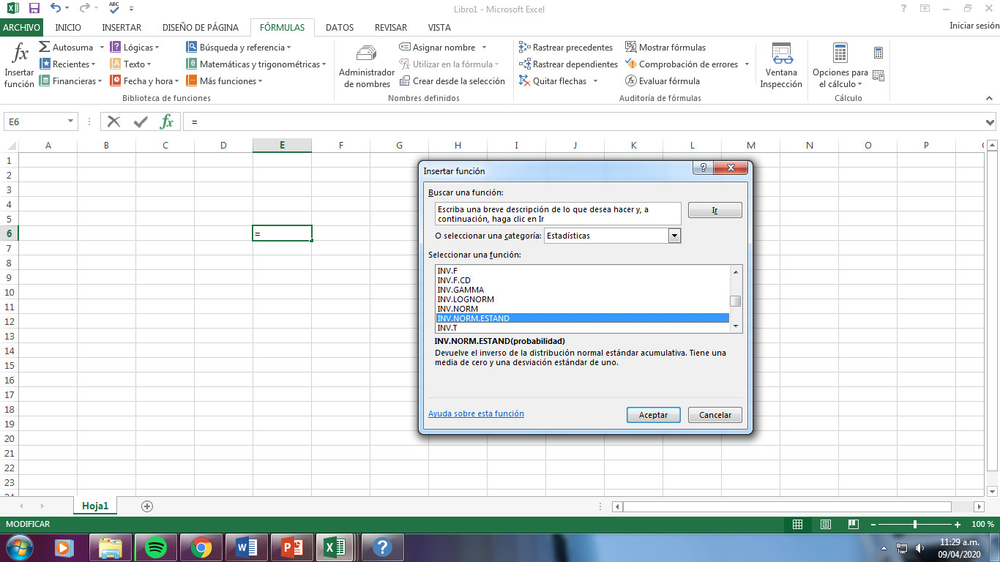 Libro1 - Microsoft Excel
ABC
?
ARCHIVO INICIO INSERTAR DISEÑO DE PÁGINA FÓRMULAS DATOS REVISAR VISTA
Iniciar sesión
fx
Insertar
función
Autosuma
Recientes
Financieras
Lógicas
Texto
Fecha y hora
Búsqueda y referencia
Matemáticas y trigonométricas
Más funciones
Biblioteca de funciones
Administrador
de nombres
Asignar nombre
Utilizar en la fórmula
Crear desde la selección
Nombres definidos
Rastrear precedentes
Rastrear dependientes
Quitar flechas
Mostrar fórmulas
Comprobación de errores
Evaluar fórmula
Auditoría de fórmulas
Ventana
Inspección
Opciones para
el cálculo
Cálculo
E6
fx
=
A B C D E F G H I J K L M N O P
1
2
3
4
5
6
=
7
8
9
10
11
12
13
14
15
16
17
18
19
20
21
22
23
24
Insertar función
?
Buscar una función:
Escriba una breve descripción de lo que desea hacer y, a
continuación, haga clic en Ir
Ir
O seleccionar una categoría: Estadísticas
Seleccionar una función:
INV.F
INV.F.CD
INV.GAMMA
INV.LOGNORM
INV.NORM
INV.NORM.ESTAND
INV.T
INV.NORM.ESTAND(probabilidad)
Devuelve el inverso de la distribución normal estándar acumulativa. Tiene una
media de cero y una desviación estándar de uno.
Ayuda sobre esta función
Aceptar
Cancelar
Hoja1
MODIFICAR
100 %
11:29 a.m.
09/04/2020